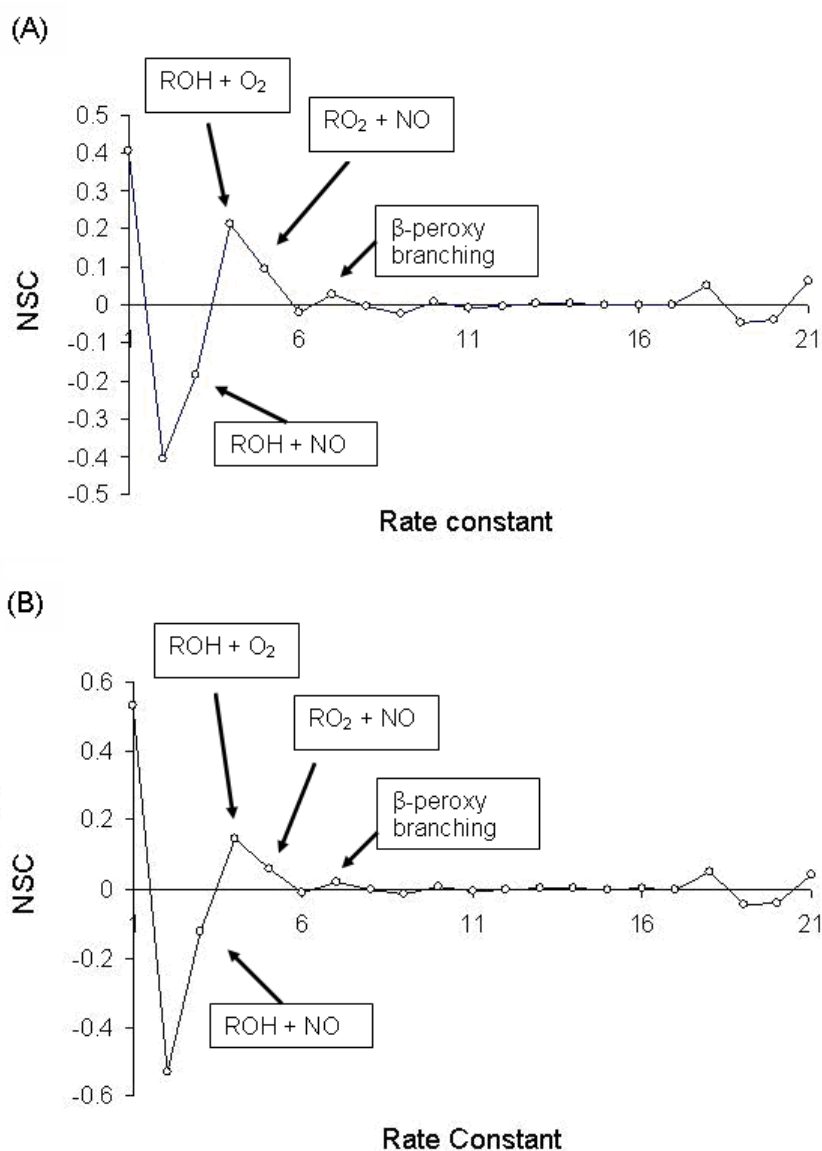 (A)
ROH + O₂
RO₂ + NO
β-peroxy
branching
ROH + NO
0.5
0.4
0.3
0.2
0.1
0
-0.1
-0.2
-0.3
-0.4
-0.5
NSC
1
6
11
16
21
Rate constant
(B)
ROH + O₂
RO₂ + NO
β-peroxy
branching
ROH + NO
0.6
0.4
0.2
0
-0.2
-0.4
-0.6
NSC
1
6
11
16
21
Rate Constant